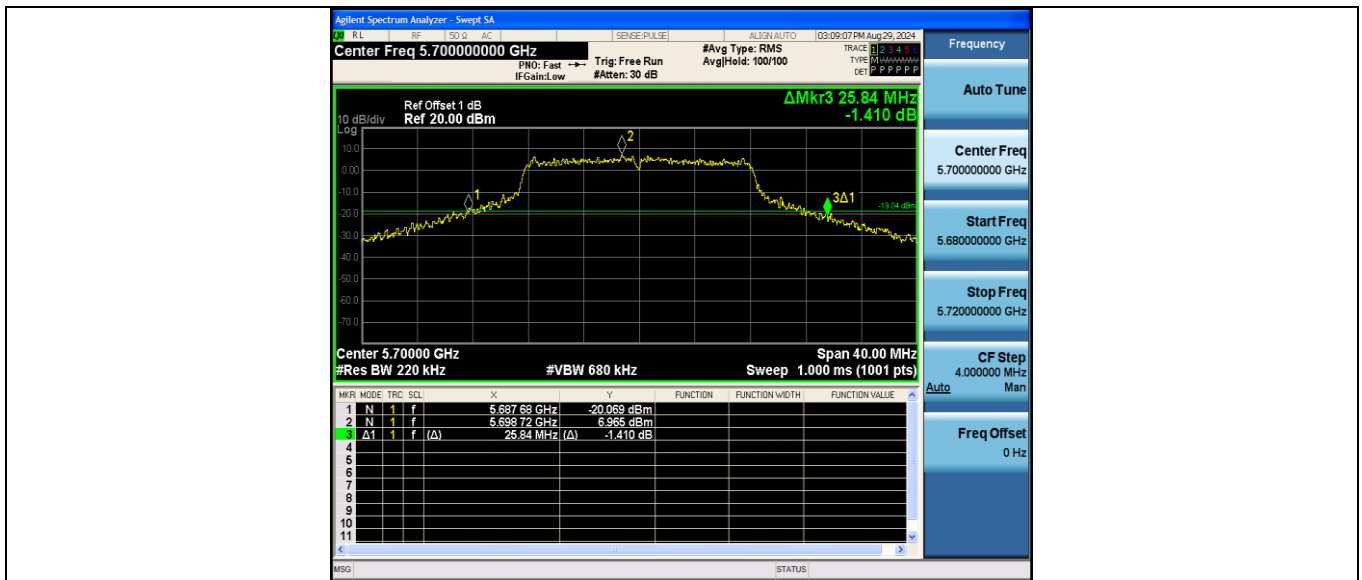 Agilent Spectrum Analyzer - Swept SA
RL RF 50 Ω AC SENSE:PULSE ALIGN AUTO 03:09:07 PM Aug 29, 2024
Center Freq 5.700000000 GHz
PNO: Fast
IFGain:Low
Trig: Free Run
#Atten: 30 dB
#Avg Type: RMS
Avg|Hold: 100/100
TRACE 1 2 3 4 5 6
TYPE M
DET P P P P P P
Frequency
Auto Tune
Center Freq
5.700000000 GHz
Start Freq
5.680000000 GHz
Stop Freq
5.720000000 GHz
CF Step
4.000000 MHz
Auto Man
Freq Offset
0 Hz
Ref Offset 1 dB
10 dB/div Ref 20.00 dBm
Log
ΔMkr3 25.84 MHz
-1.410 dB
10.0
0.00
-10.0
-20.0
-30.0
-40.0
-50.0
-60.0
-70.0
1
2
3Δ1
-19.04 dBm
Center 5.70000 GHz Span 40.00 MHz
#Res BW 220 kHz #VBW 680 kHz Sweep 1.000 ms (1001 pts)
MKR MODE TRC SCL X Y FUNCTION FUNCTION WIDTH FUNCTION VALUE
1 N 1 f 5.687 68 GHz -20.069 dBm
2 N 1 f 5.698 72 GHz 6.965 dBm
3 Δ1 1 f (Δ) 25.84 MHz (Δ) -1.410 dB
4
5
6
7
8
9
10
11
MSG STATUS